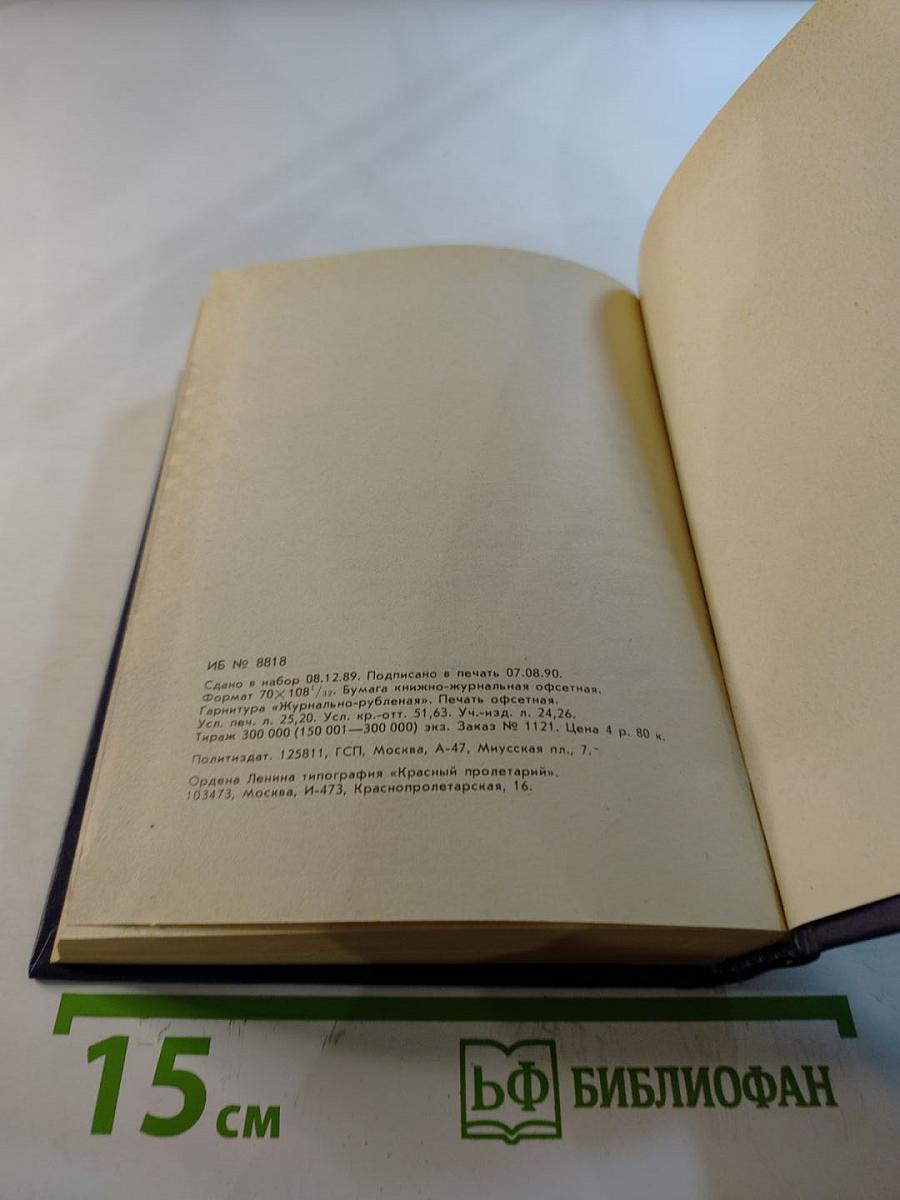 ИБ № 8818
Сдано в набор 08.12.89. Подписано в печать 07.08.90.
Формат 70×108¹/₃₂. Бумага книжно-журнальная офсетная.
Гарнитура «Журнально-рубленая». Печать офсетная.
Усл. печ. л. 25,20. Усл. кр.-отт. 51,63. Уч.-изд. л. 24,26.
Тираж 300 000 (150 001—300 000) экз. Заказ № 1121. Цена 4 р. 80 к.
Политиздат. 125811, ГСП, Москва, А-47, Миусская пл., 7.
Ордена Ленина типография «Красный пролетарий».
103473, Москва, И-473, Краснопролетарская, 16.
15 см
ЬФ БИБЛИОФАН